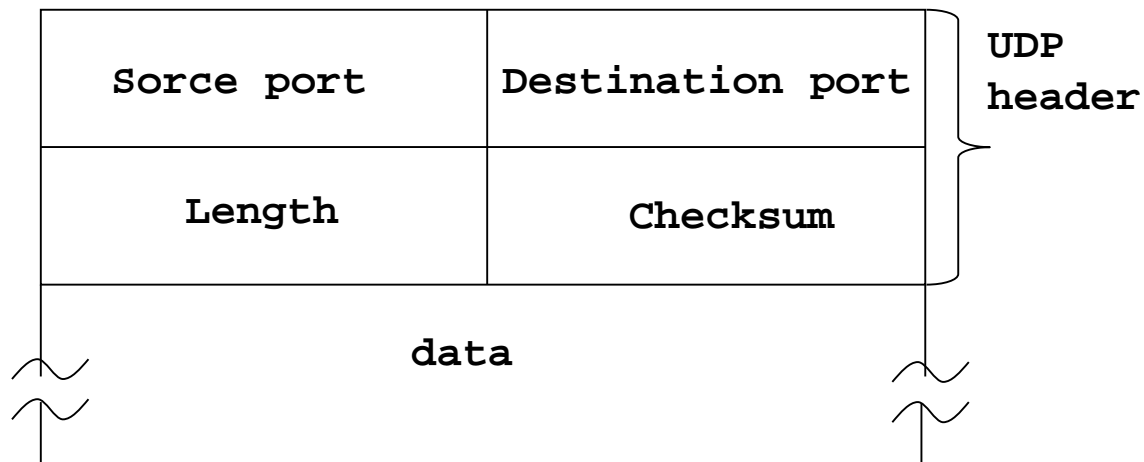 Sorce port
Destination port
UDP
header
Length
Checksum
data